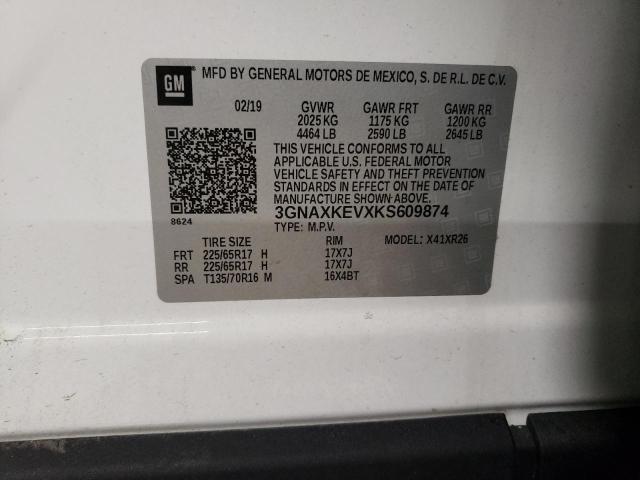 GM
MFD BY GENERAL MOTORS DE MEXICO, S. DE R.L. DE C.V.
02/19 GVWR GAWR FRT GAWR RR
2025 KG 1175 KG 1200 KG
4464 LB 2590 LB 2645 LB
THIS VEHICLE CONFORMS TO ALL
APPLICABLE U.S. FEDERAL MOTOR
VEHICLE SAFETY AND THEFT PREVENTION
STANDARDS IN EFFECT ON THE DATE OF
MANUFACTURE SHOWN ABOVE.
8624 3GNAXKEVXKS609874
TYPE: M.P.V.
TIRE SIZE RIM MODEL: X41XR26
FRT 225/65R17 H 17X7J
RR 225/65R17 H 17X7J
SPA T135/70R16 M 16X4BT